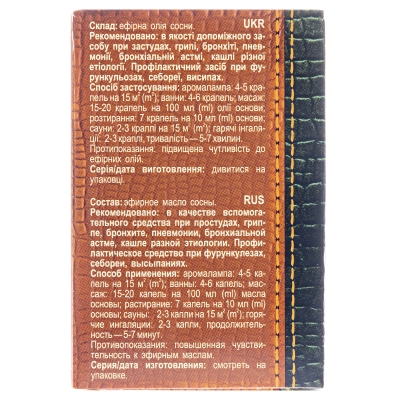 Склад: ефірна олія сосни. UKR
Рекомендовано: в якості допоміжного за-
собу при застудах, грипі, бронхіті, пнев-
монії, бронхіальній астмі, кашлі різної
етіології. Профілактичний засіб при фу-
рункульозах, себореї, висипах.
Спосіб застосування: аромалампа: 4-5 кра-
пель на 15 м² (m²); ванни: 4-6 крапель; масаж:
15-20 крапель на 100 мл (ml) олії основи;
розтирання: 7 крапель на 10 мл (ml) основи;
сауни: 2-3 краплі на 15 м² (m²); гарячі інгаля-
ції: 2-3 краплі, тривалість — 5-7 хвилин.
Протипоказання: підвищена чутливість до
ефірних олій.
Серія/дата виготовлення: дивитися на
упаковці.
Состав: эфирное масло сосны. RUS
Рекомендовано: в качестве вспомога-
тельного средства при простудах, грип-
пе, бронхите, пневмонии, бронхиальной
астме, кашле разной этиологии. Профи-
лактическое средство при фурункулезах,
себореи, высыпаниях.
Способ применения: аромалампа: 4-5 ка-
пель на 15 м² (m²); ванны: 4-6 капель; мас-
саж: 15-20 капель на 100 мл (ml) масла
основы; растирание: 7 капель на 10 мл (ml)
основы; сауны: 2-3 капли на 15 м² (m²); горя-
чие ингаляции: 2-3 капли, продолжитель-
ность — 5-7 минут.
Противопоказания: повышенная чувстви-
тельность к эфирным маслам.
Серия/дата изготовления: смотреть на
упаковке.